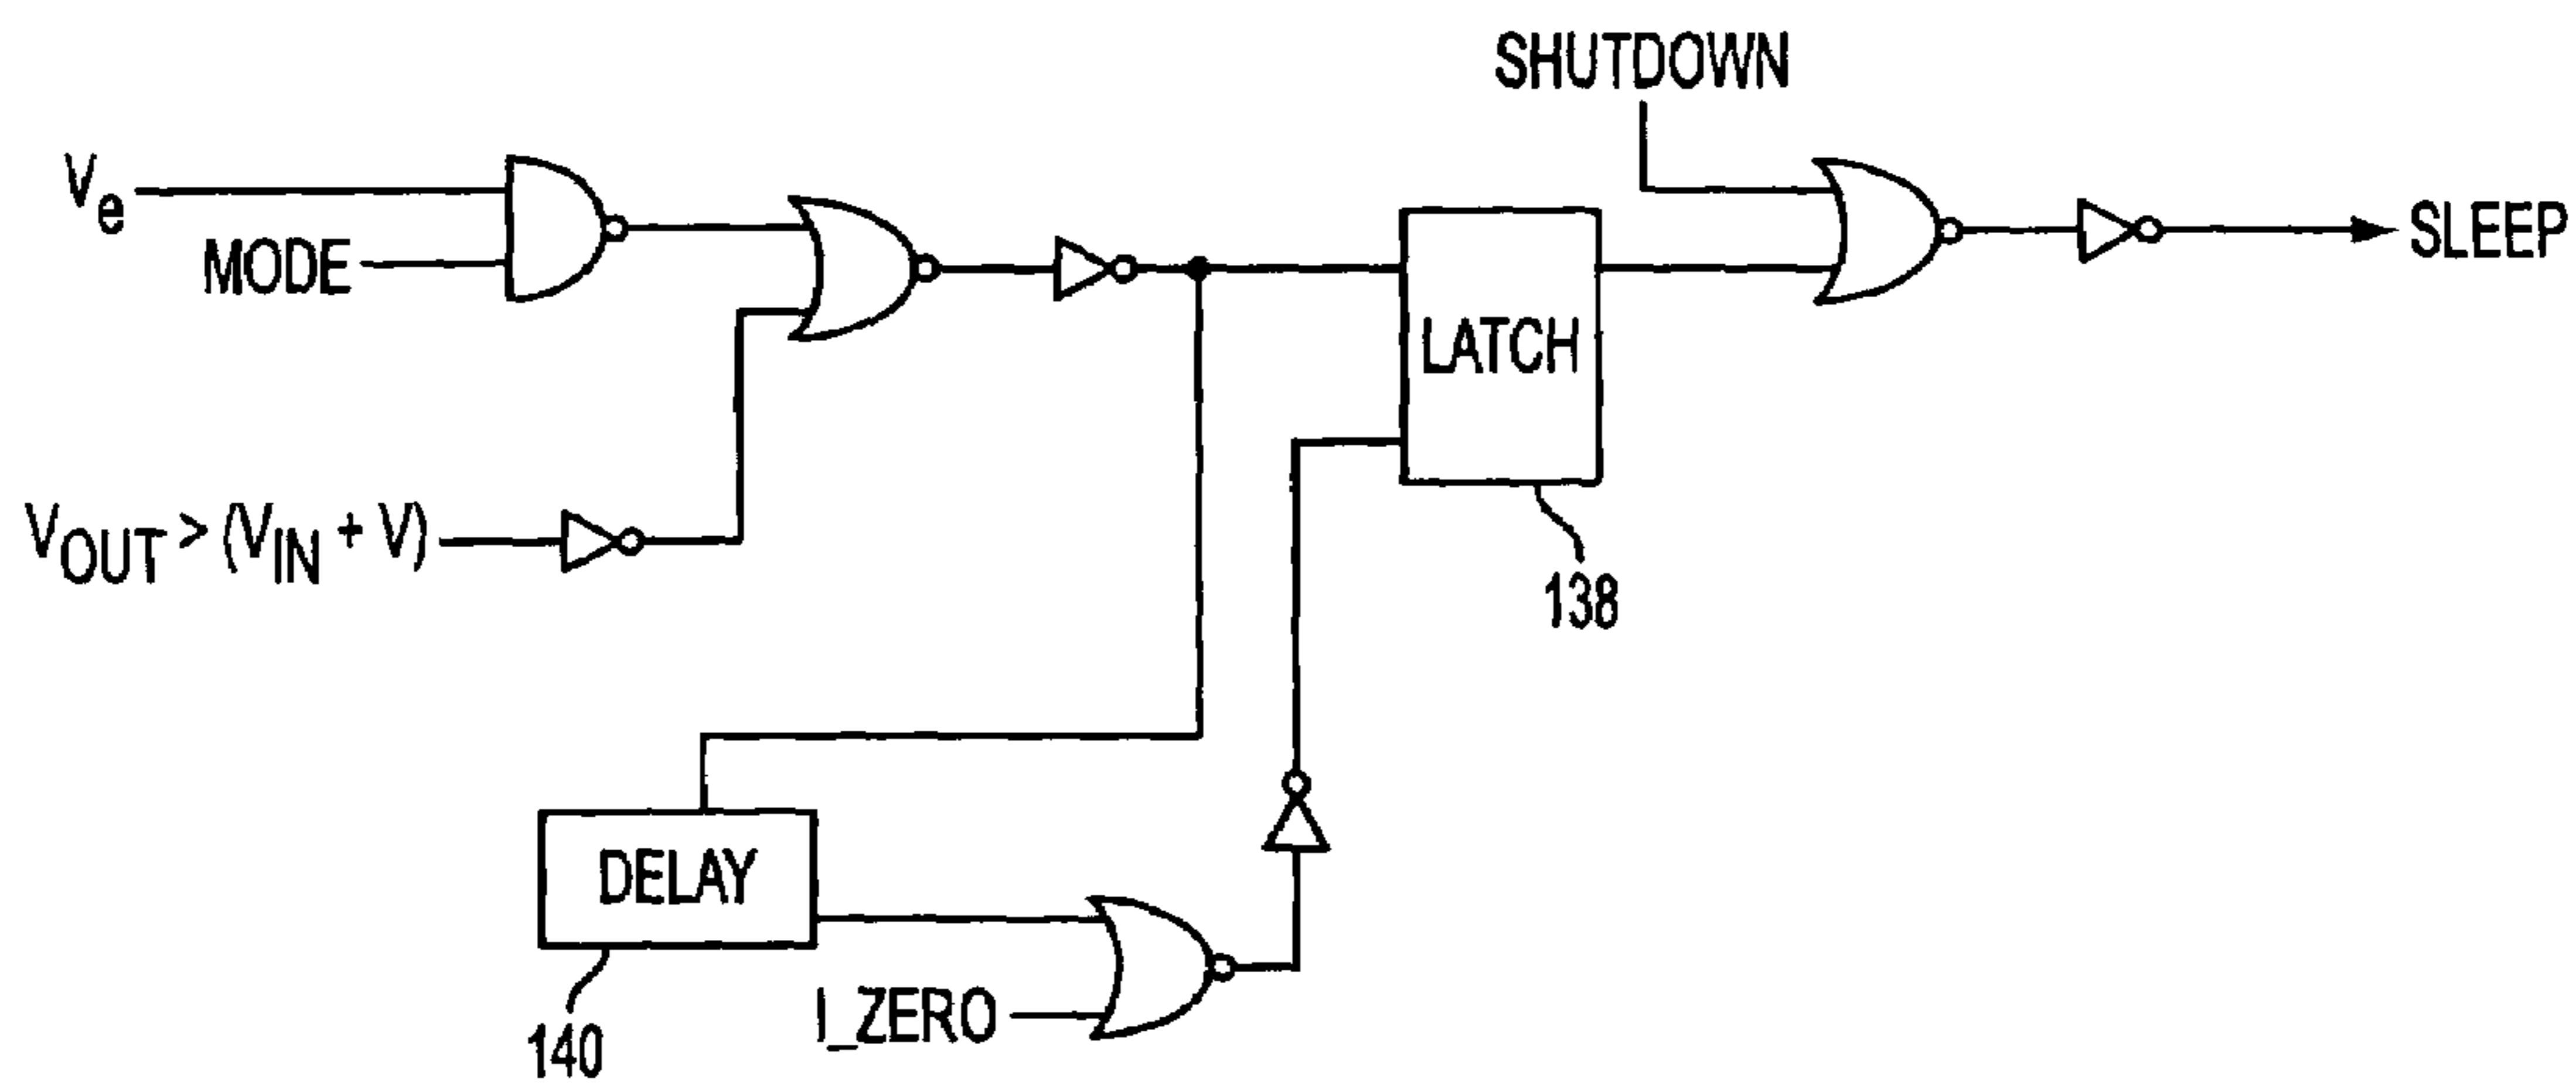 SHUTDOWN
Ve
MODE
SLEEP
LATCH
VOUT > (VIN + V)
138
DELAY
I_ZERO
140